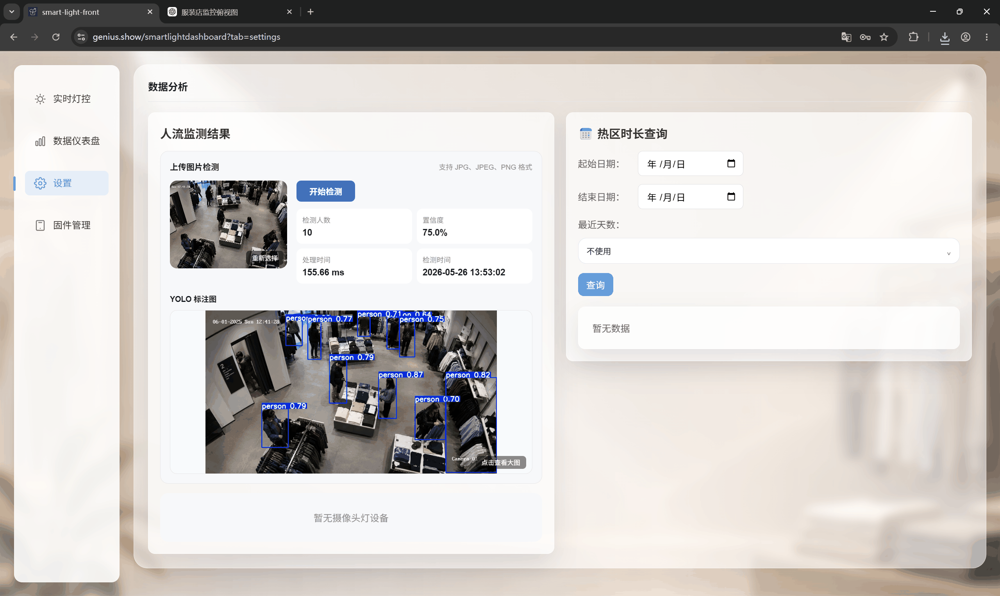 smart-light-front
服装店监控俯视图
genius.show/smartlightdashboard?tab=settings
实时灯控
数据仪表盘
设置
固件管理
数据分析
人流监测结果
上传图片检测
支持 JPG、JPEG、PNG 格式
Sun 12:41:28
重新选择
开始检测
检测人数
10
置信度
75.0%
处理时间
155.66 ms
检测时间
2026-05-26 13:53:02
YOLO 标注图
06-01-2025 Sun 12:41:28
person 0.77
person 0.71
0.64
person 0.75
person 0.79
person 0.87
person 0.82
person 0.70
person 0.79
2
Camera 01
点击查看大图
暂无摄像头灯设备
热区时长查询
起始日期：
年 /月/日
结束日期：
年 /月/日
最近天数：
不使用
查询
暂无数据